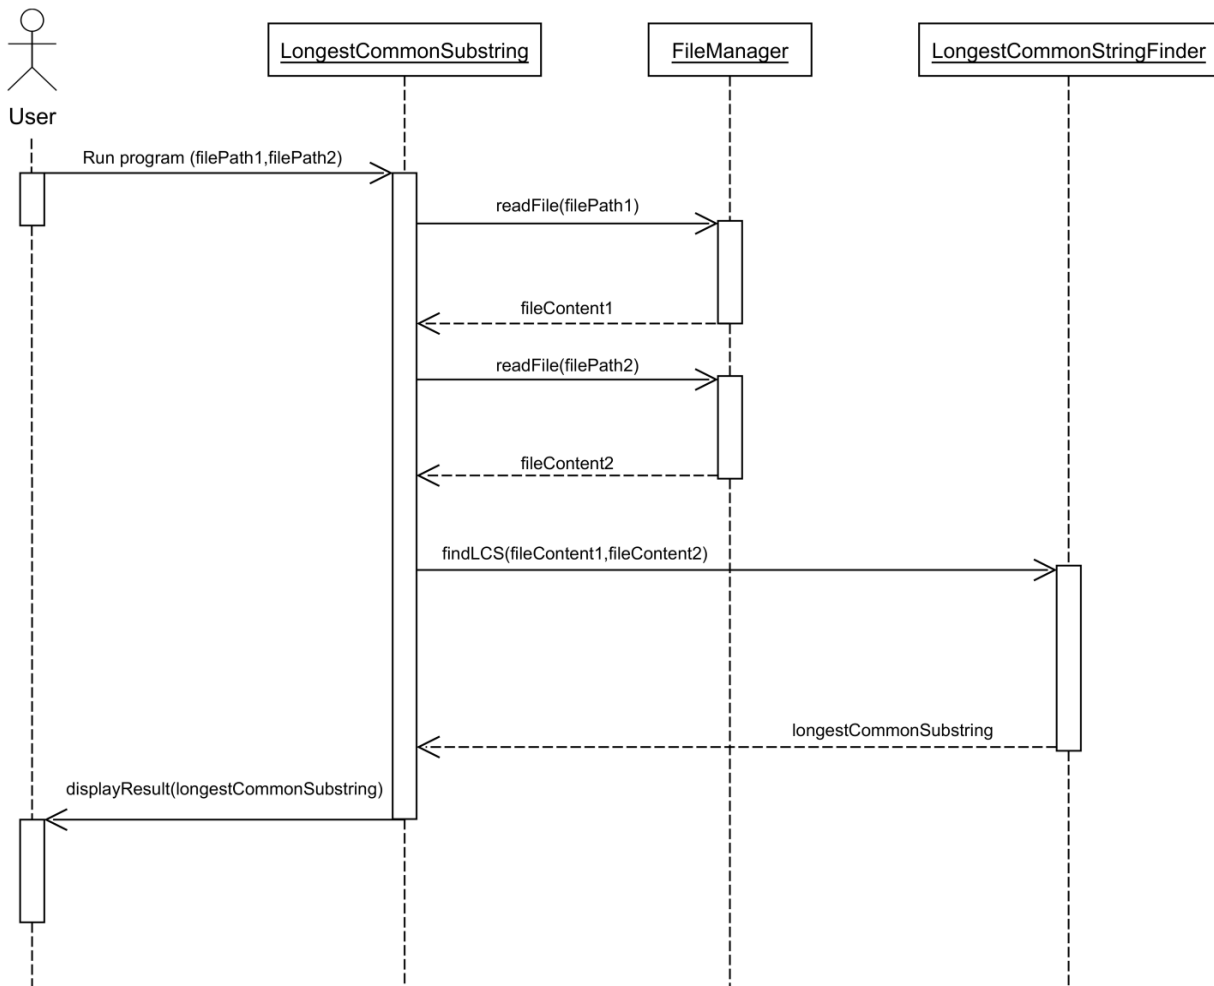 LongestCommonSubstring
FileManager
LongestCommonStringFinder
User
Run program (filePath1,filePath2)
readFile(filePath1)
fileContent1
readFile(filePath2)
fileContent2
findLCS(fileContent1,fileContent2)
longestCommonSubstring
displayResult(longestCommonSubstring)